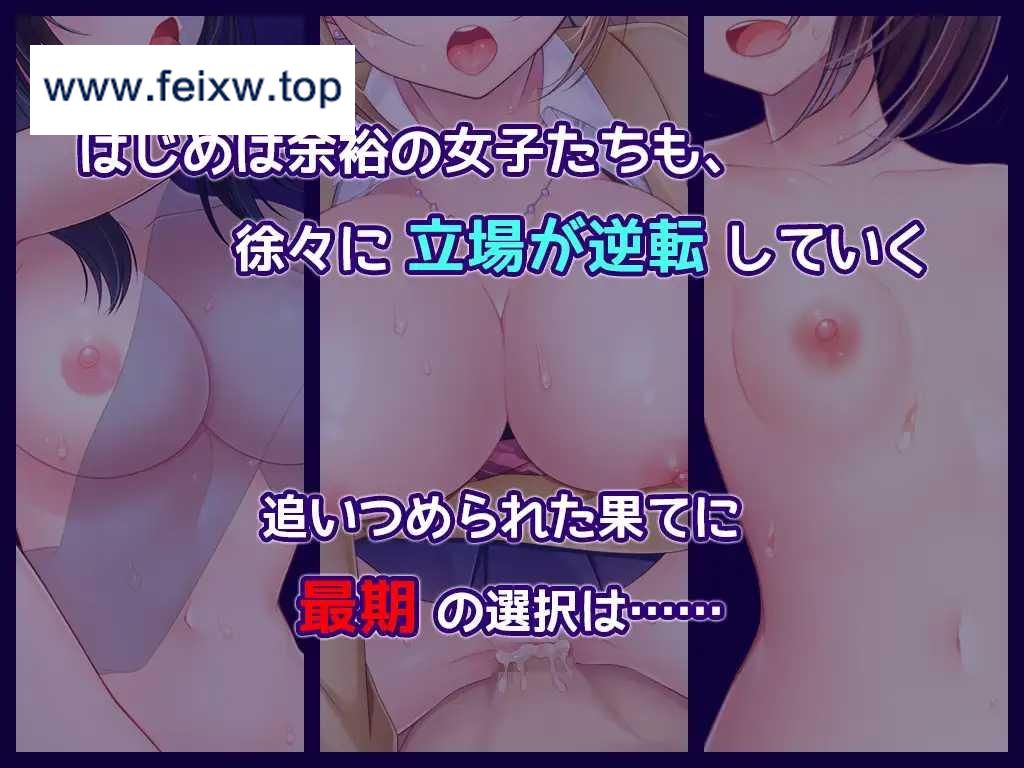 www.feixw.top
はじめは余裕の女子たちも、
徐々に 立場が逆転 していく
追いつめられた果てに
最期 の選択は……